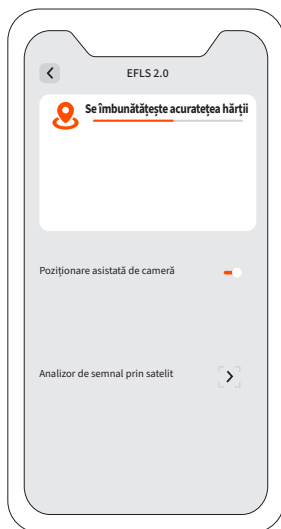 EFLS 2.0
Se îmbunătățește acuratețea hărții
Poziționare asistată de cameră
Analizor de semnal prin satelit